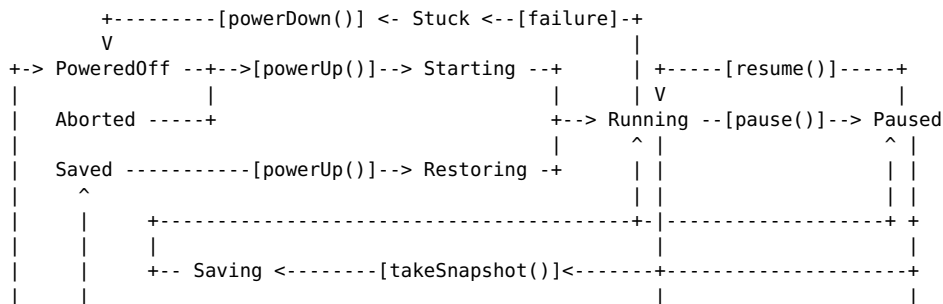 +---------[powerDown()] <- Stuck <--[failure]-+
V |
+-> PoweredOff --+-->[powerUp()]--> Starting --+ | +-----[resume()]-----+
| | | | V |
| Aborted -----+ +--> Running --[pause()]--> Paused
| | ^ | ^ |
| Saved -----------[powerUp()]--> Restoring -+ | | | |
| ^ | | | |
| | +-----------------------------------------+-|-------------------+ +
| | | | |
| | +-- Saving <--------[takeSnapshot()]<-------+---------------------+
| | | |